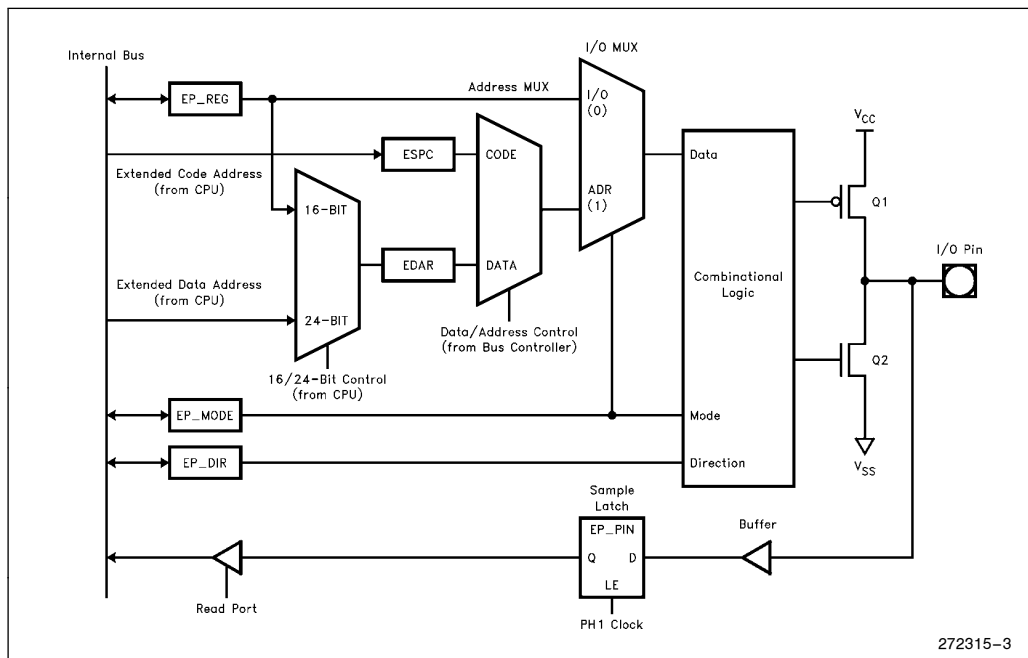 I/O MUX
Internal Bus
Address MUX
EP_REG
I/O
(0)
V_CC
ESPC
CODE
Data
Extended Code Address
(from CPU)
16-BIT
ADR
(1)
Q1
I/O Pin
EDAR
DATA
Combinational
Logic
Extended Data Address
(from CPU)
24-BIT
Data/Address Control
(from Bus Controller)
Q2
16/24-Bit Control
(from CPU)
EP_MODE
Mode
EP_DIR
Direction
V_SS
Sample
Latch
Buffer
EP_PIN
Q D
LE
Read Port
PH1 Clock
272315-3